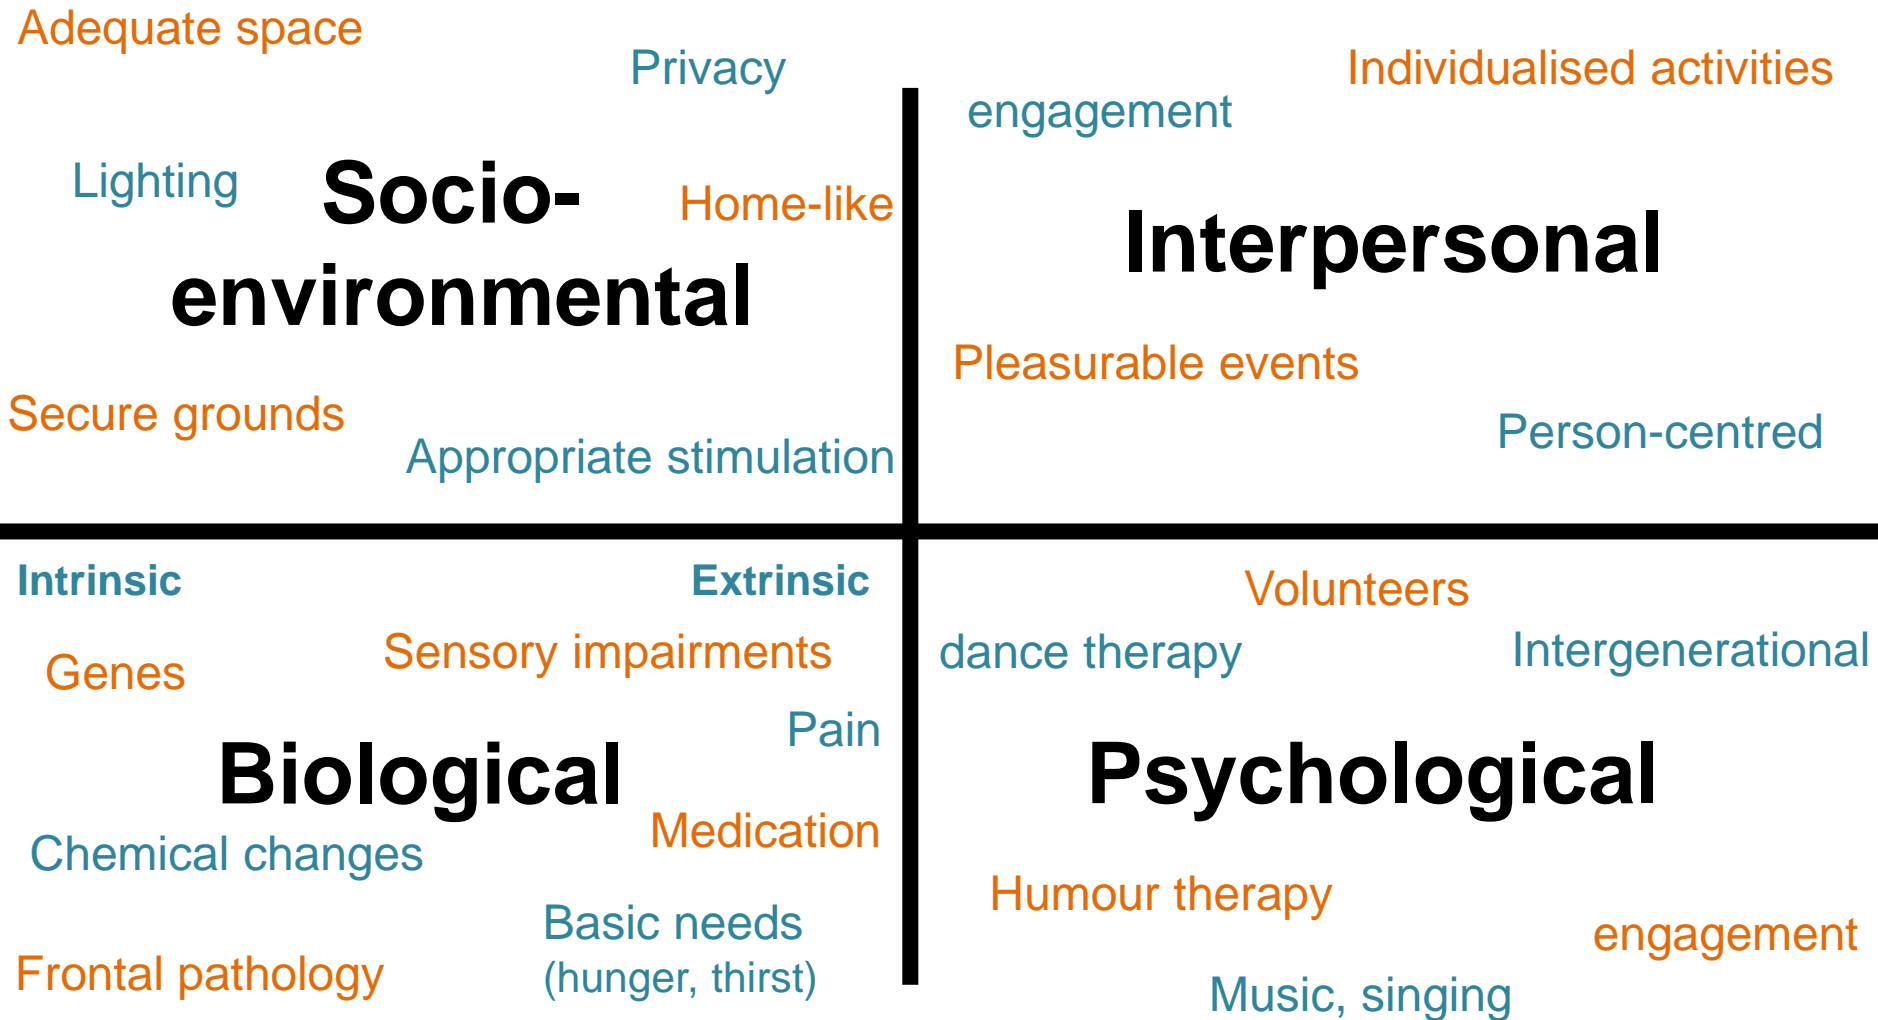 Adequate space
Privacy
Lighting
Socio-
environmental
Home-like
Secure grounds
Appropriate stimulation
engagement
Individualised activities
Interpersonal
Pleasurable events
Person-centred
Intrinsic
Extrinsic
Genes
Sensory impairments
Pain
Biological
Medication
Chemical changes
Basic needs
(hunger, thirst)
Frontal pathology
Volunteers
dance therapy
Intergenerational
Psychological
Humour therapy
engagement
Music, singing